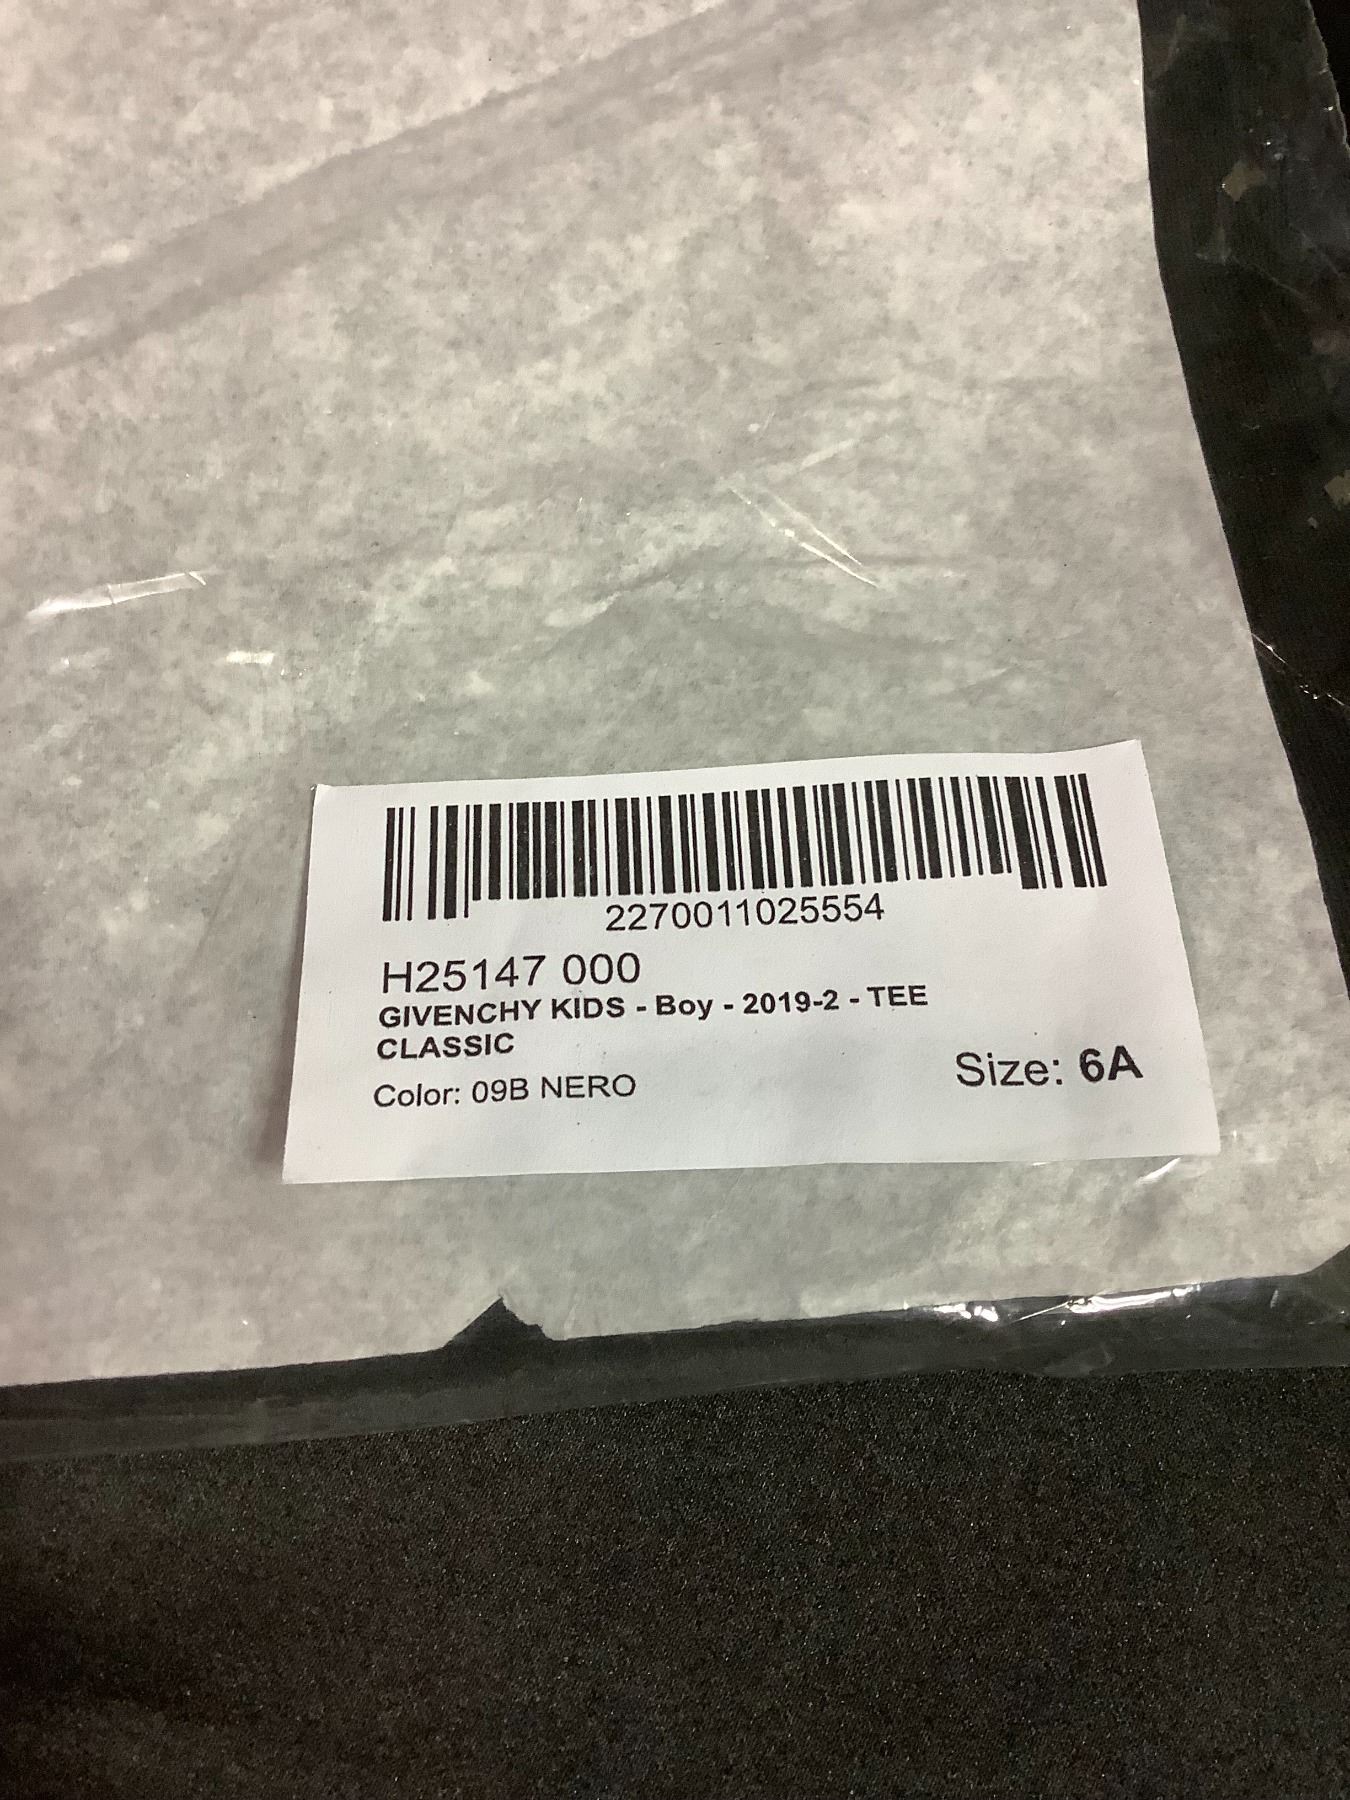 2270011025554
H25147 000
GIVENCHY KIDS - Boy - 2019-2 - TEE
CLASSIC
Color: 09B NERO
Size: 6A